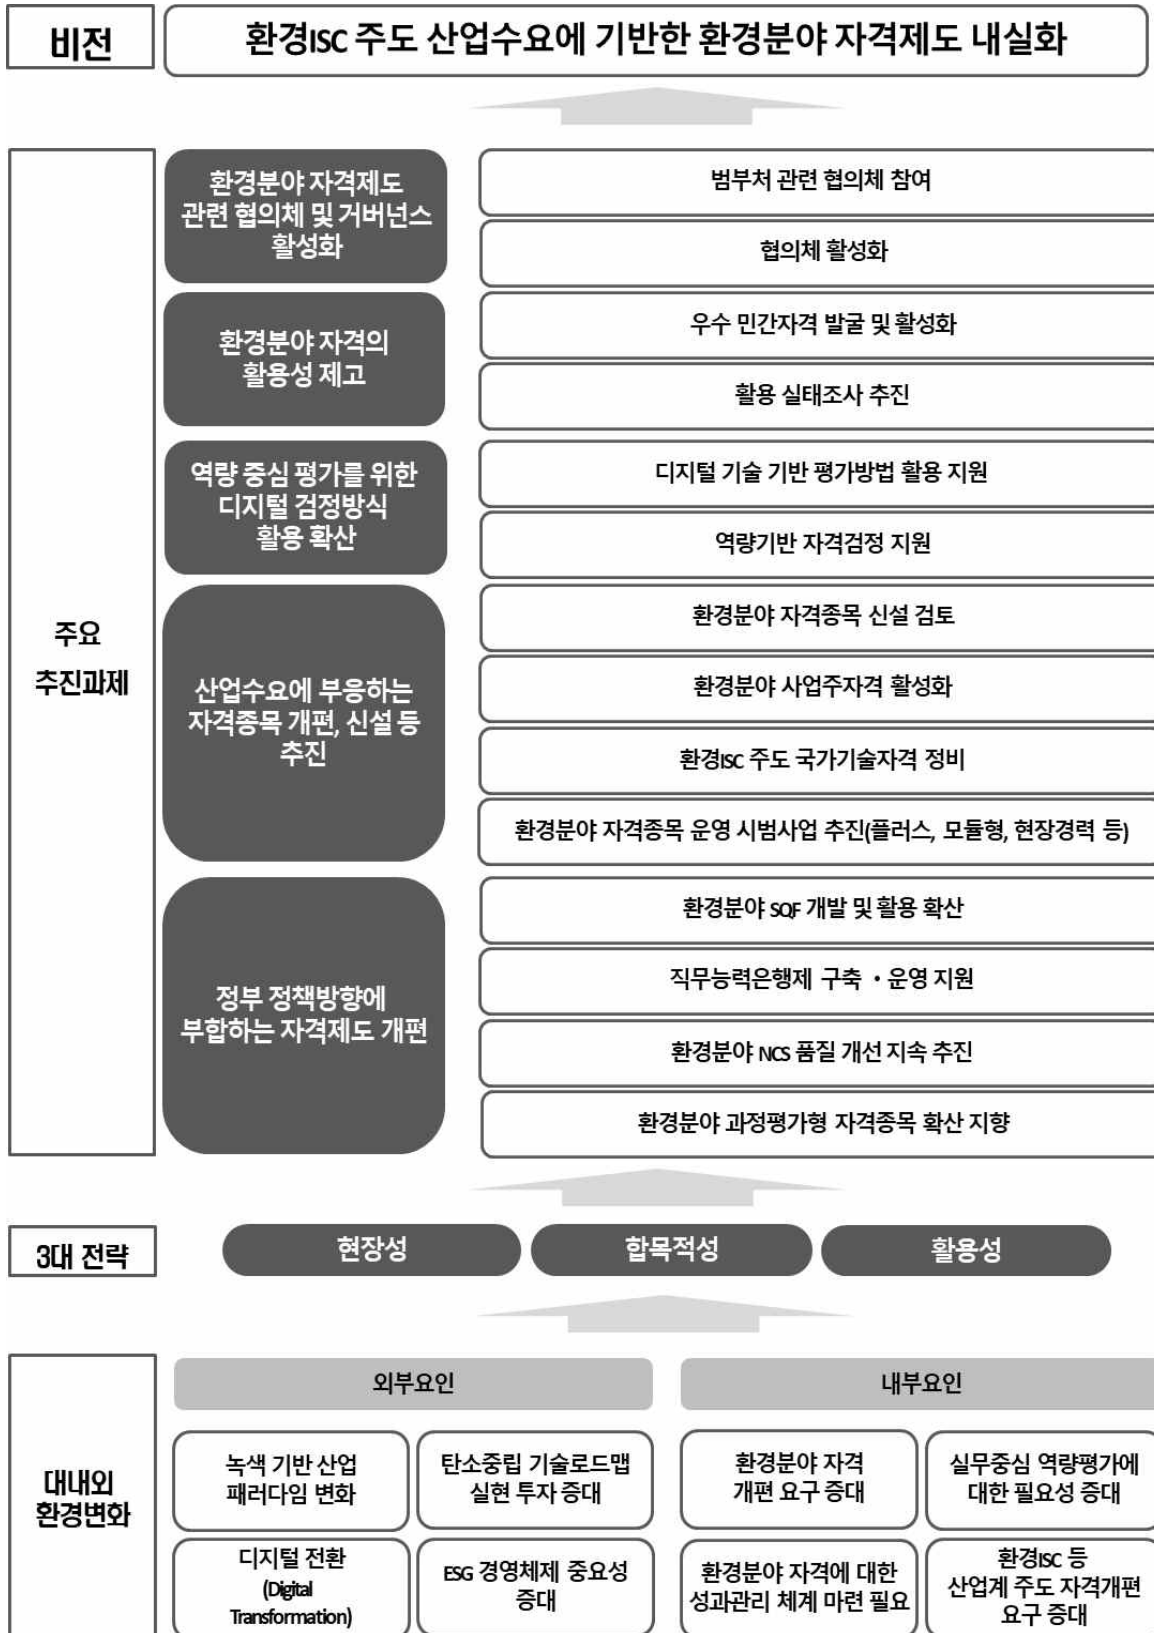 비전
환경ISC 주도 산업수요에 기반한 환경분야 자격제도 내실화
주요
추진과제
환경분야 자격제도
관련 협의체 및 거버넌스
활성화
범부처 관련 협의체 참여
협의체 활성화
환경분야 자격의
활용성 제고
우수 민간자격 발굴 및 활성화
활용 실태조사 추진
역량 중심 평가를 위한
디지털 검정방식
활용 확산
디지털 기술 기반 평가방법 활용 지원
역량기반 자격검정 지원
산업수요에 부응하는
자격종목 개편, 신설 등
추진
환경분야 자격종목 신설 검토
환경분야 사업주자격 활성화
환경ISC 주도 국가기술자격 정비
환경분야 자격종목 운영 시범사업 추진(플러스, 모듈형, 현장경력 등)
정부 정책방향에
부합하는 자격제도 개편
환경분야 SQF 개발 및 활용 확산
직무능력은행제 구축 ・운영 지원
환경분야 NCS 품질 개선 지속 추진
환경분야 과정평가형 자격종목 확산 지향
3대 전략
현장성
합목적성
활용성
대내외
환경변화
외부요인
녹색 기반 산업
패러다임 변화
탄소중립 기술로드맵
실현 투자 증대
디지털 전환
(Digital
Transformation)
ESG 경영체제 중요성
증대
내부요인
환경분야 자격
개편 요구 증대
실무중심 역량평가에
대한 필요성 증대
환경분야 자격에 대한
성과관리 체계 마련 필요
환경ISC 등
산업계 주도 자격개편
요구 증대